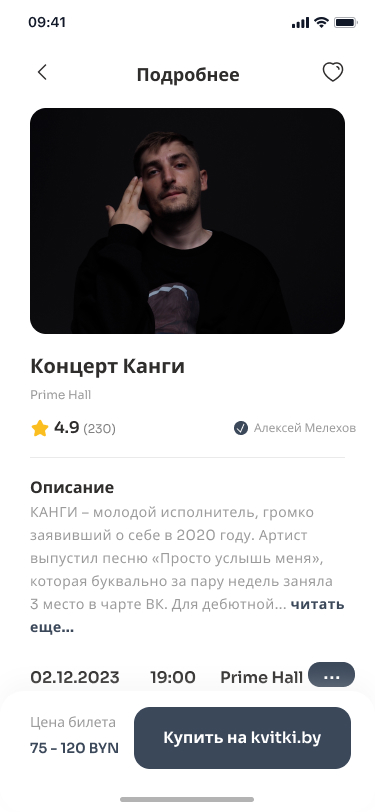 09:41
Подробнее
Концерт Канги
Prime Hall
4.9 (230)
Алексей Мелехов
Описание
КАНГИ – молодой исполнитель, громко
заявивший о себе в 2020 году. Артист
выпустил песню «Просто услышь меня»,
которая буквально за пару недель заняла
3 место в чарте ВК. Для дебютной... читать
еще...
02.12.2023 19:00 Prime Hall ...
Цена билета
75 - 120 BYN
Купить на kvitki.by